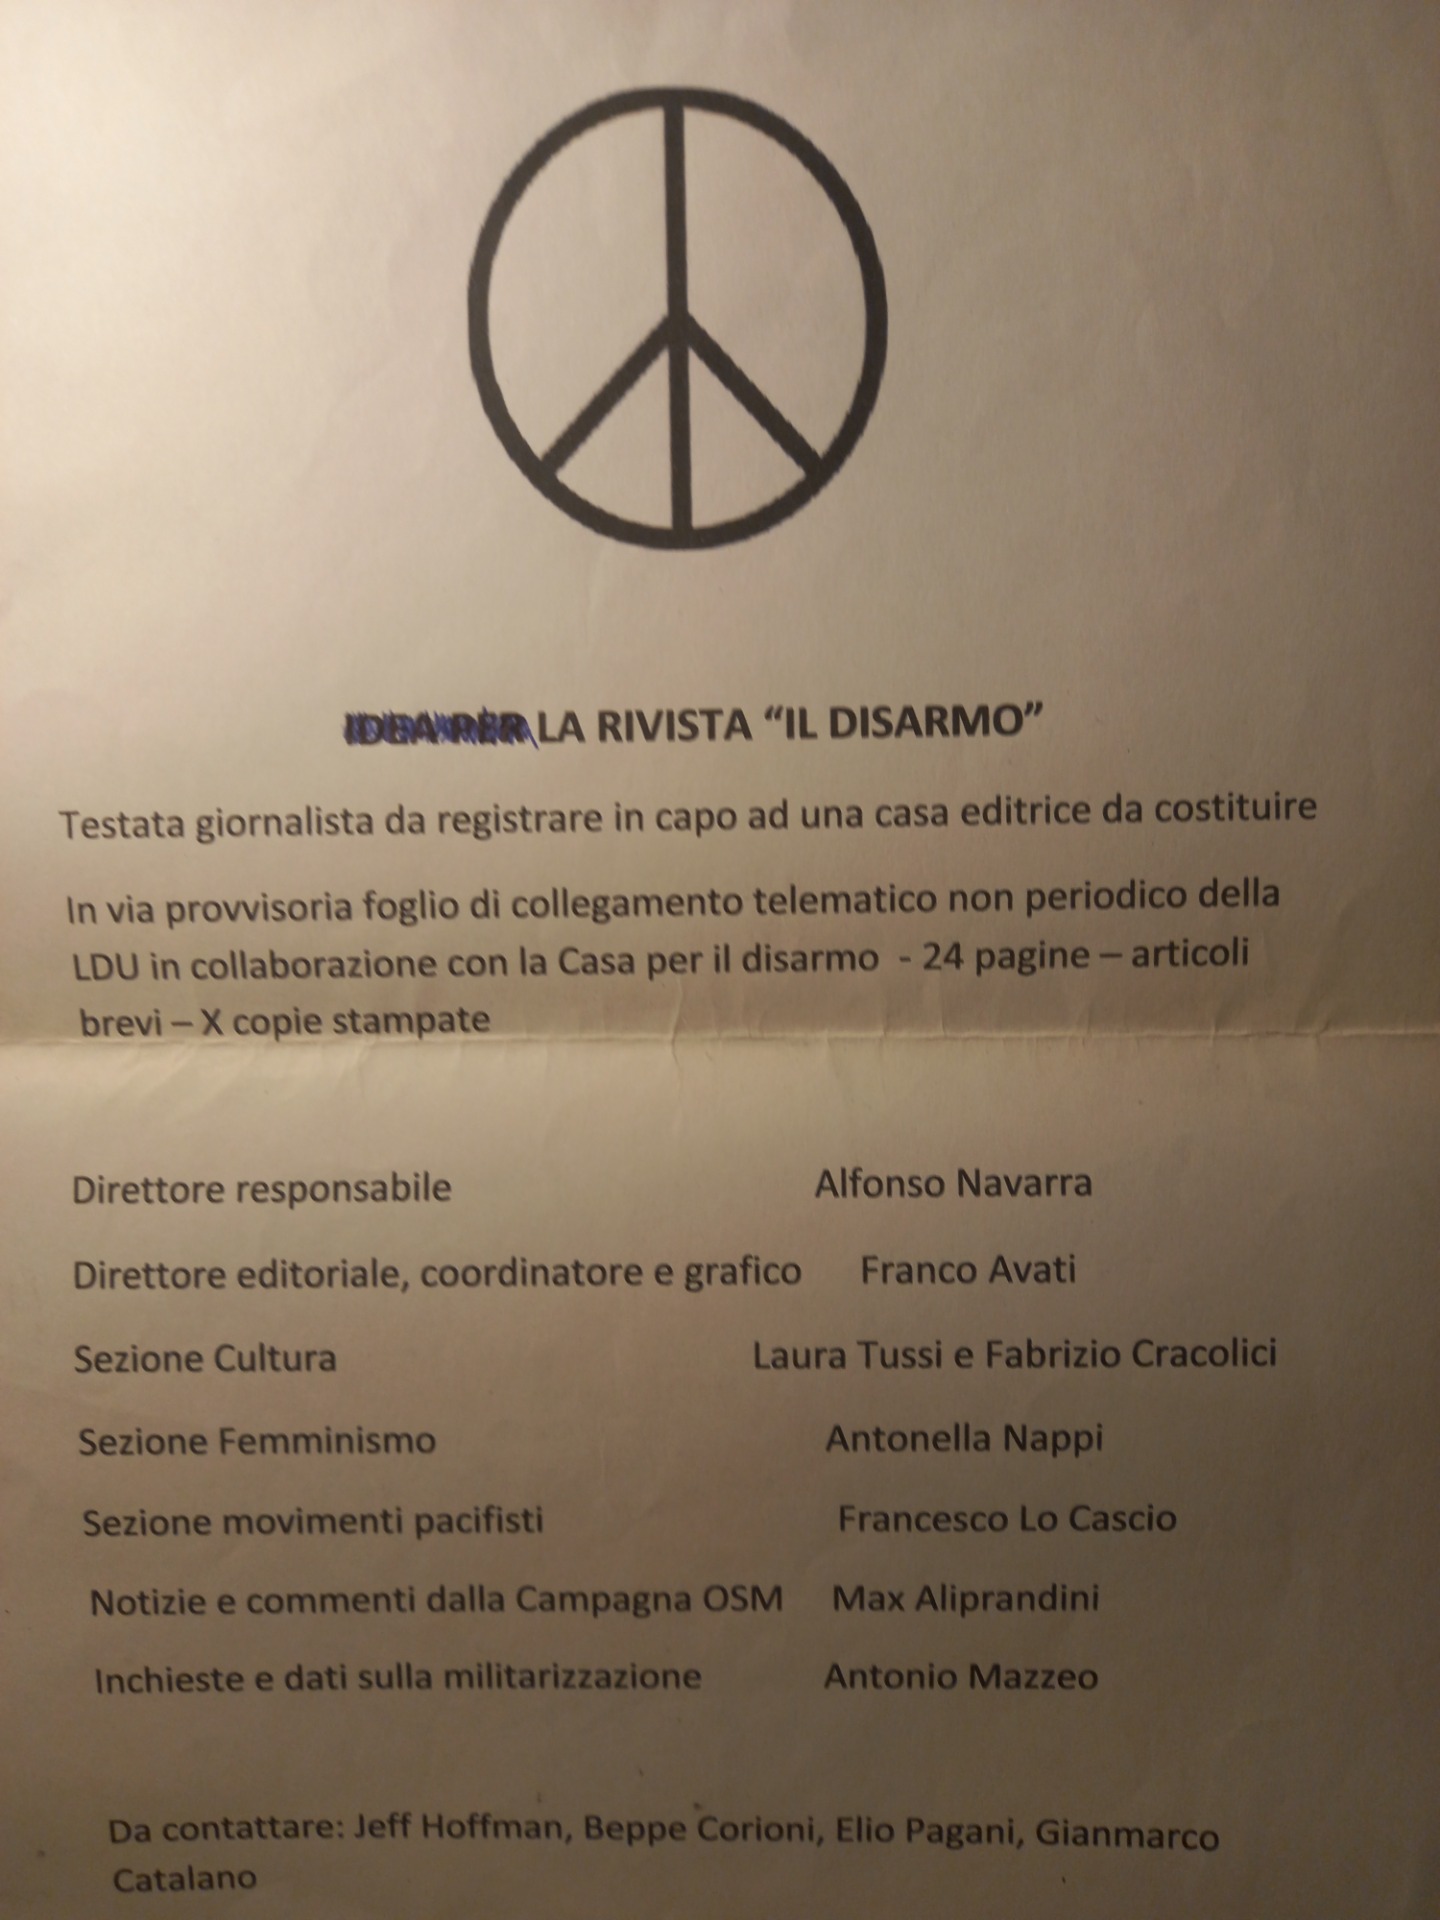 IDEA PER LA RIVISTA “IL DISARMO”
Testata giornalista da registrare in capo ad una casa editrice da costituire
In via provvisoria foglio di collegamento telematico non periodico della
LDU in collaborazione con la Casa per il disarmo - 24 pagine – articoli
brevi – X copie stampate
Direttore responsabile Alfonso Navarra
Direttore editoriale, coordinatore e grafico Franco Avati
Sezione Cultura Laura Tussi e Fabrizio Cracolici
Sezione Femminismo Antonella Nappi
Sezione movimenti pacifisti Francesco Lo Cascio
Notizie e commenti dalla Campagna OSM Max Aliprandini
Inchieste e dati sulla militarizzazione Antonio Mazzeo
Da contattare: Jeff Hoffman, Beppe Corioni, Elio Pagani, Gianmarco
Catalano